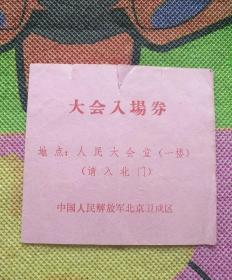 大会入場券
地点：人民大会堂（一楼）
（请入北门）
中国人民解放军北京卫戍区